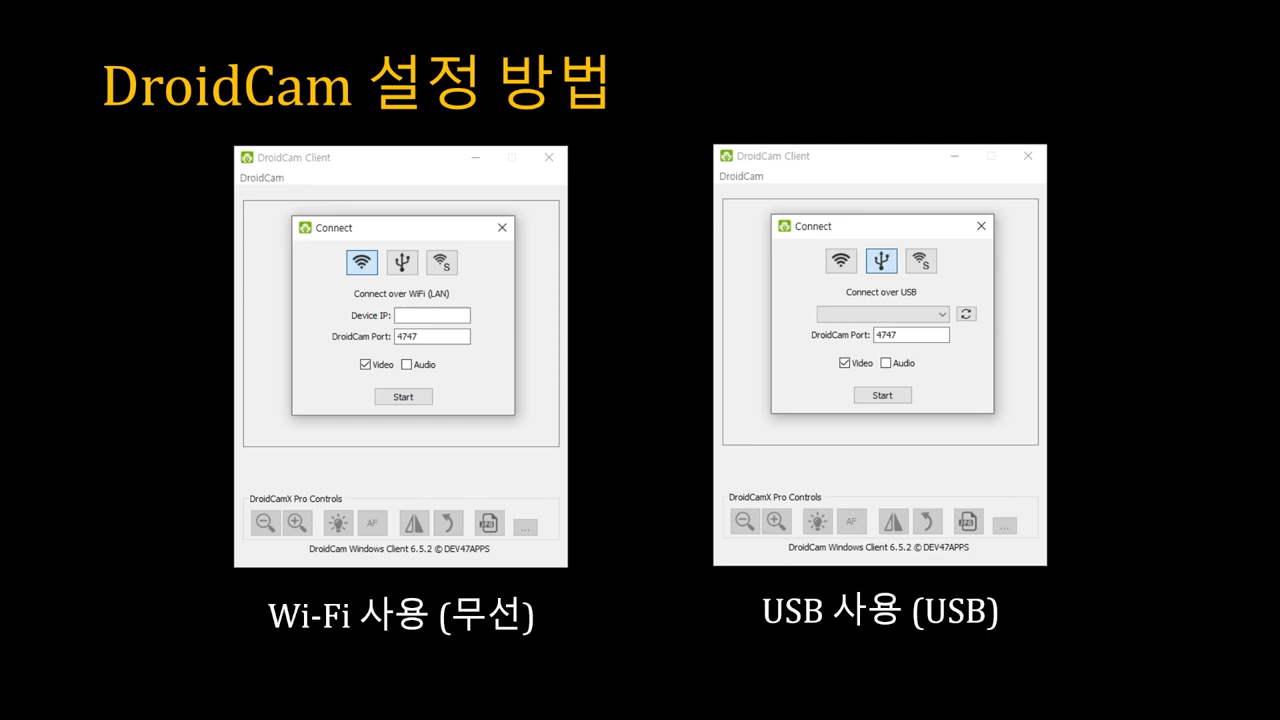 DroidCam 설정 방법
DroidCam Client
DroidCam
Connect
S
Connect over WiFi (LAN)
Device IP:
DroidCam Port: 4747
Video Audio
Start
DroidCamX Pro Controls
AF JPG ...
DroidCam Windows Client 6.5.2 © DEV47APPS
Wi-Fi 사용 (무선)
DroidCam Client
DroidCam
Connect
S
Connect over USB
DroidCam Port: 4747
Video Audio
Start
DroidCamX Pro Controls
AF JPG ...
DroidCam Windows Client 6.5.2 © DEV47APPS
USB 사용 (USB)